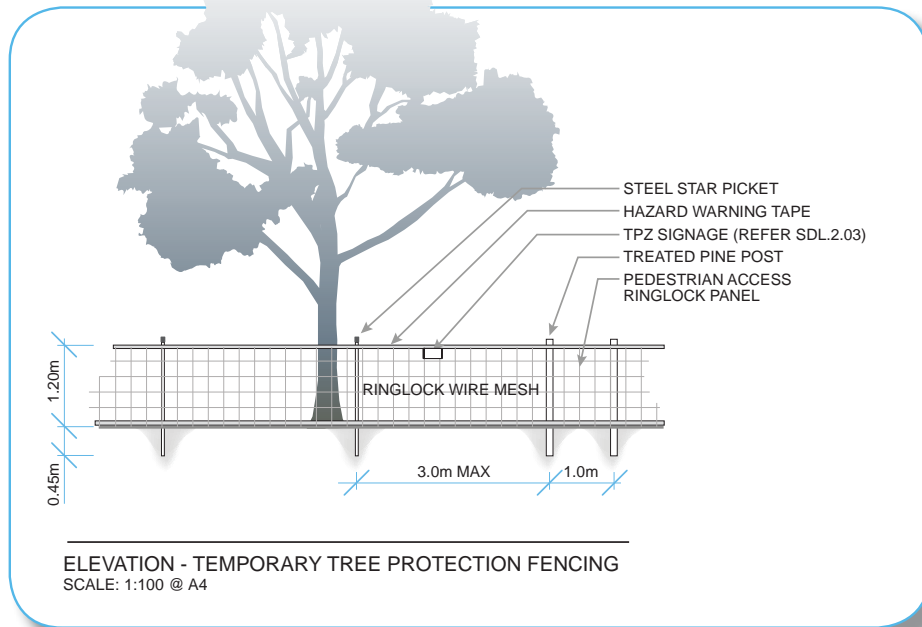 STEEL STAR PICKET
HAZARD WARNING TAPE
TPZ SIGNAGE (REFER SDL.2.03)
TREATED PINE POST
PEDESTRIAN ACCESS
RINGLOCK PANEL
1.20m
RINGLOCK WIRE MESH
0.45m
3.0m MAX
1.0m
ELEVATION - TEMPORARY TREE PROTECTION FENCING
SCALE: 1:100 @ A4